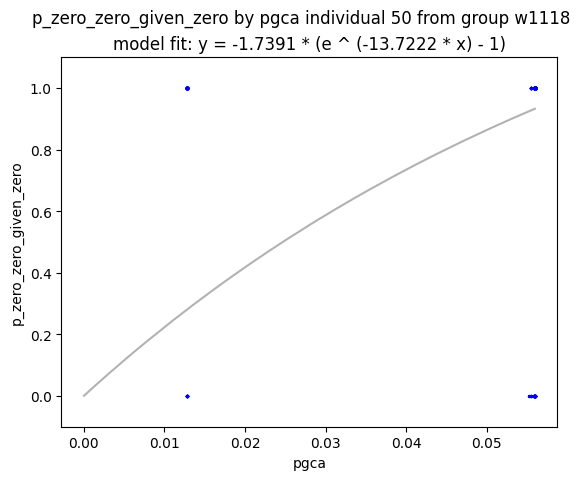 p_zero_zero_given_zero by pgca individual 50 from group w1118
model fit: y = -1.7391 * (e ^ (-13.7222 * x) - 1)
p_zero_zero_given_zero
1.0
0.8
0.6
0.4
0.2
0.0
0.00 0.01 0.02 0.03 0.04 0.05
pgca